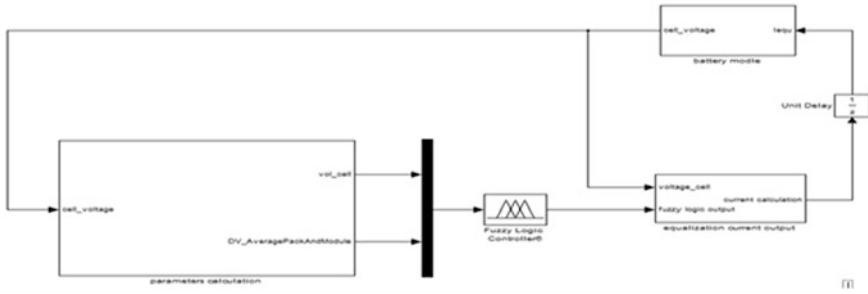 cell_voltage
Iequ
battery modle
Unit Delay
1
z
vol_cell
cell_voltage
DV_AveragePackAndModule
parameters calculation
Fuzzy Logic
Controller6
voltage_cell
current calculation
fuzzy logic output
equalization current output